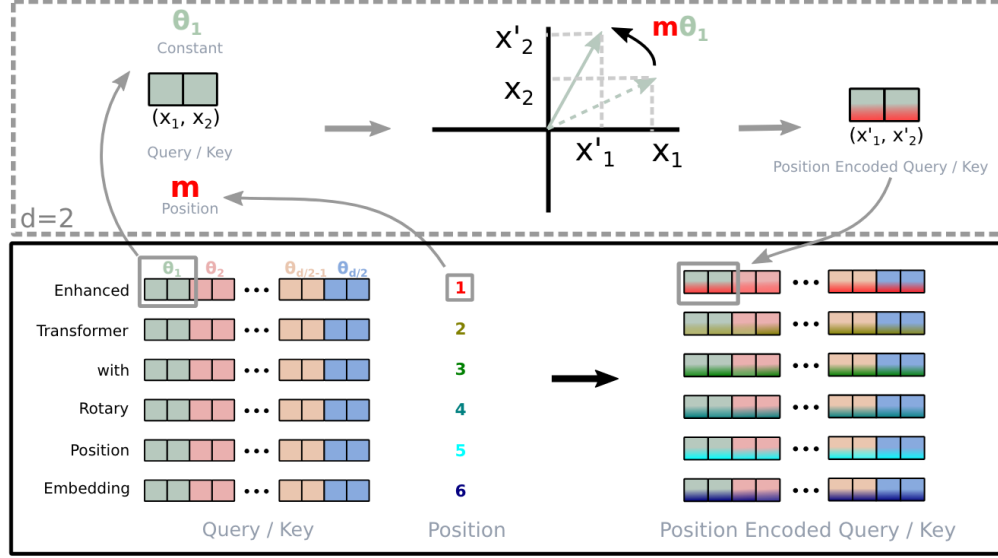 θ₁
Constant
(x₁, x₂)
Query / Key
m
Position
d=2
x'₂
x₂
x'₁
x₁
mθ₁
(x'₁, x'₂)
Position Encoded Query / Key
θ₁ θ₂ θd/2-1 θd/2
Enhanced ••• 1 •••
Transformer ••• 2 •••
with ••• 3 •••
Rotary ••• 4 •••
Position ••• 5 •••
Embedding ••• 6 •••
Query / Key Position Position Encoded Query / Key